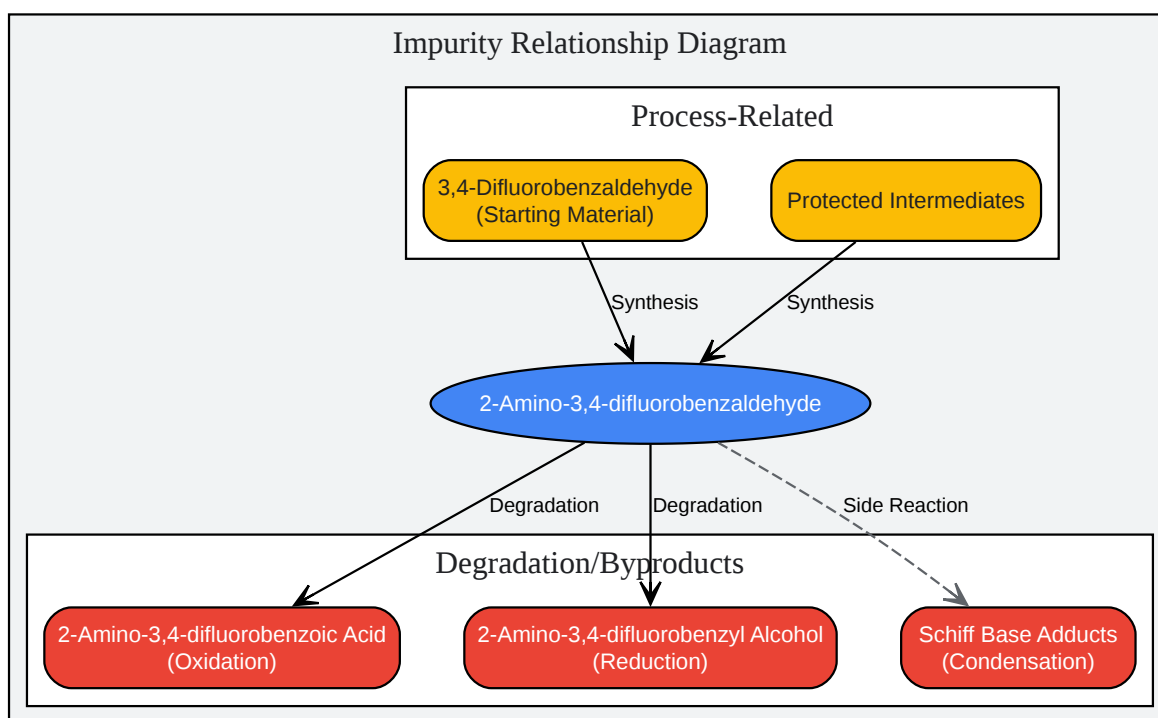 Impurity Relationship Diagram
Process-Related
3,4-Difluorobenzaldehyde
(Starting Material)
Protected Intermediates
Synthesis
Synthesis
2-Amino-3,4-difluorobenzaldehyde
Degradation
Degradation
Side Reaction
Degradation/Byproducts
2-Amino-3,4-difluorobenzoic Acid
(Oxidation)
2-Amino-3,4-difluorobenzyl Alcohol
(Reduction)
Schiff Base Adducts
(Condensation)